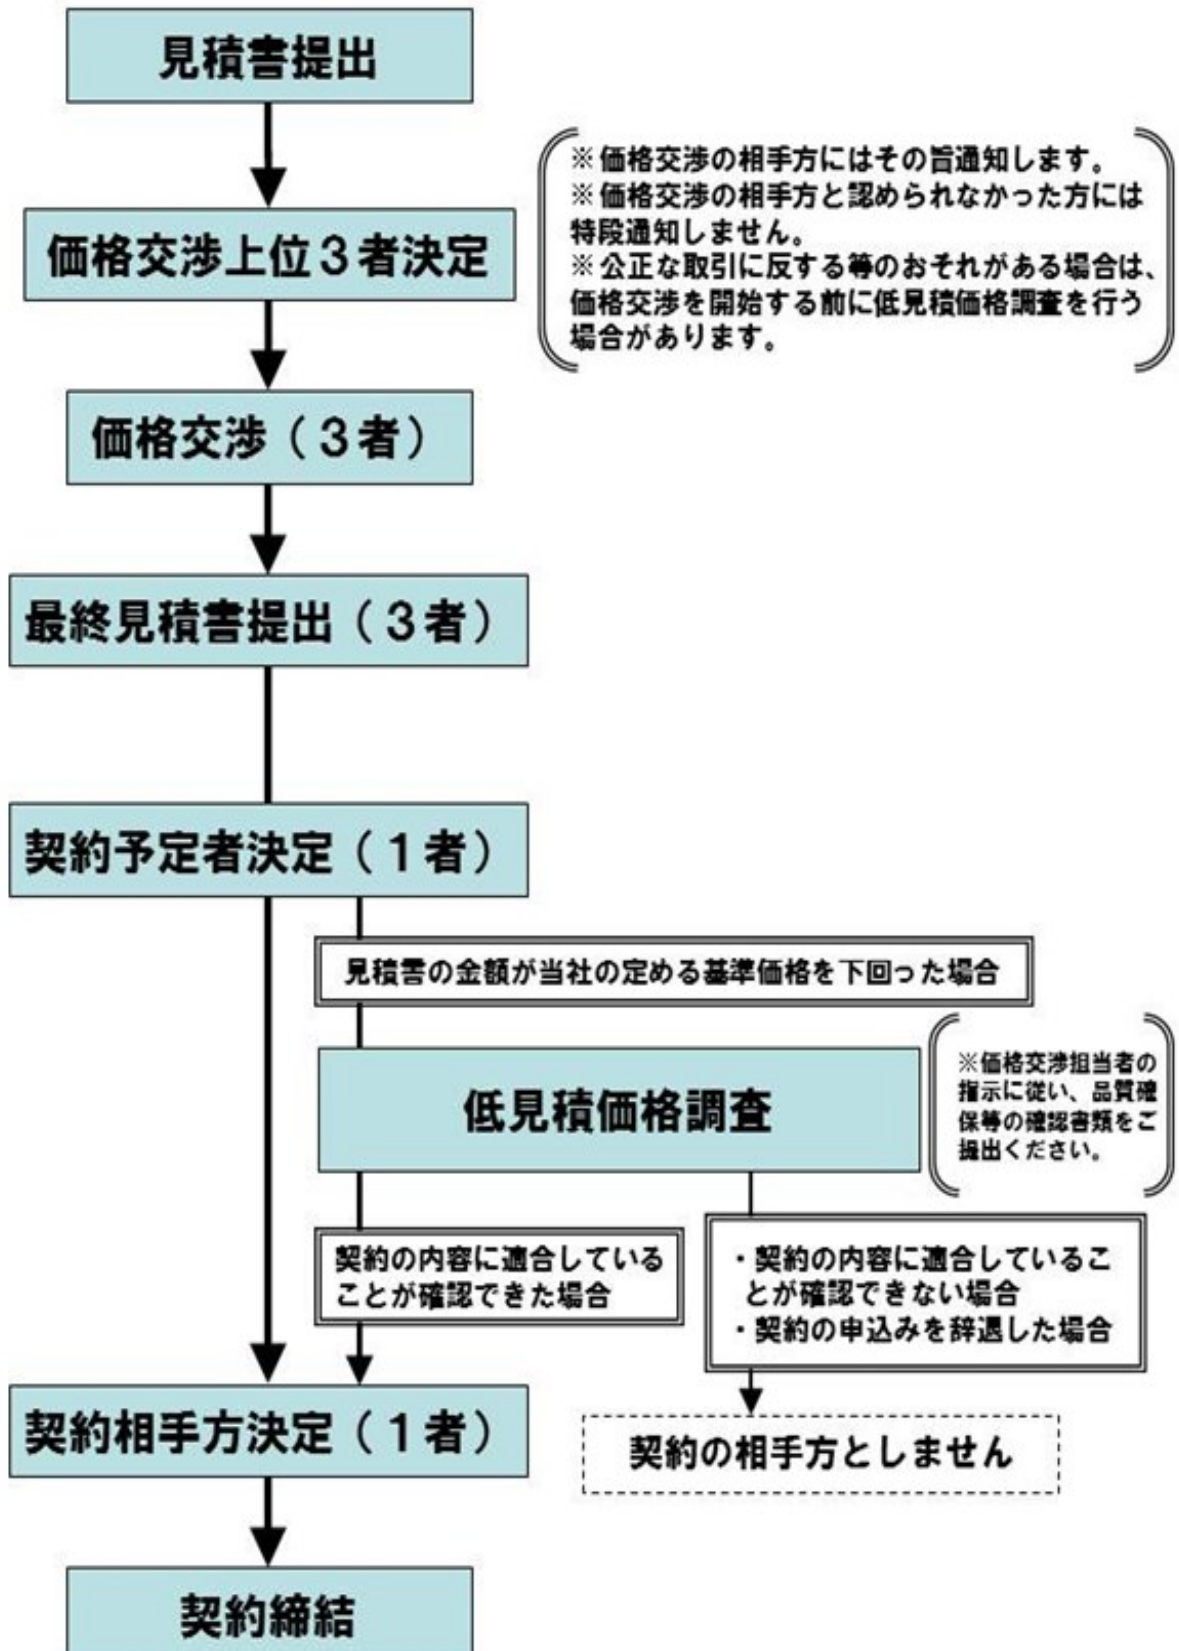 見積書提出
価格交渉上位３者決定
※価格交渉の相手方にはその旨通知します。
※価格交渉の相手方と認められなかった方には
特段通知しません。
※公正な取引に反する等のおそれがある場合は、
価格交渉を開始する前に低見積価格調査を行う
場合があります。
価格交渉（３者）
最終見積書提出（３者）
契約予定者決定（１者）
見積書の金額が当社の定める基準価格を下回った場合
低見積価格調査
※価格交渉担当者の
指示に従い、品質確
保等の確認書類をご
提出ください。
契約の内容に適合している
ことが確認できた場合
・契約の内容に適合しているこ
とが確認できない場合
・契約の申込みを辞退した場合
契約相手方決定（１者）
契約の相手方としません
契約締結